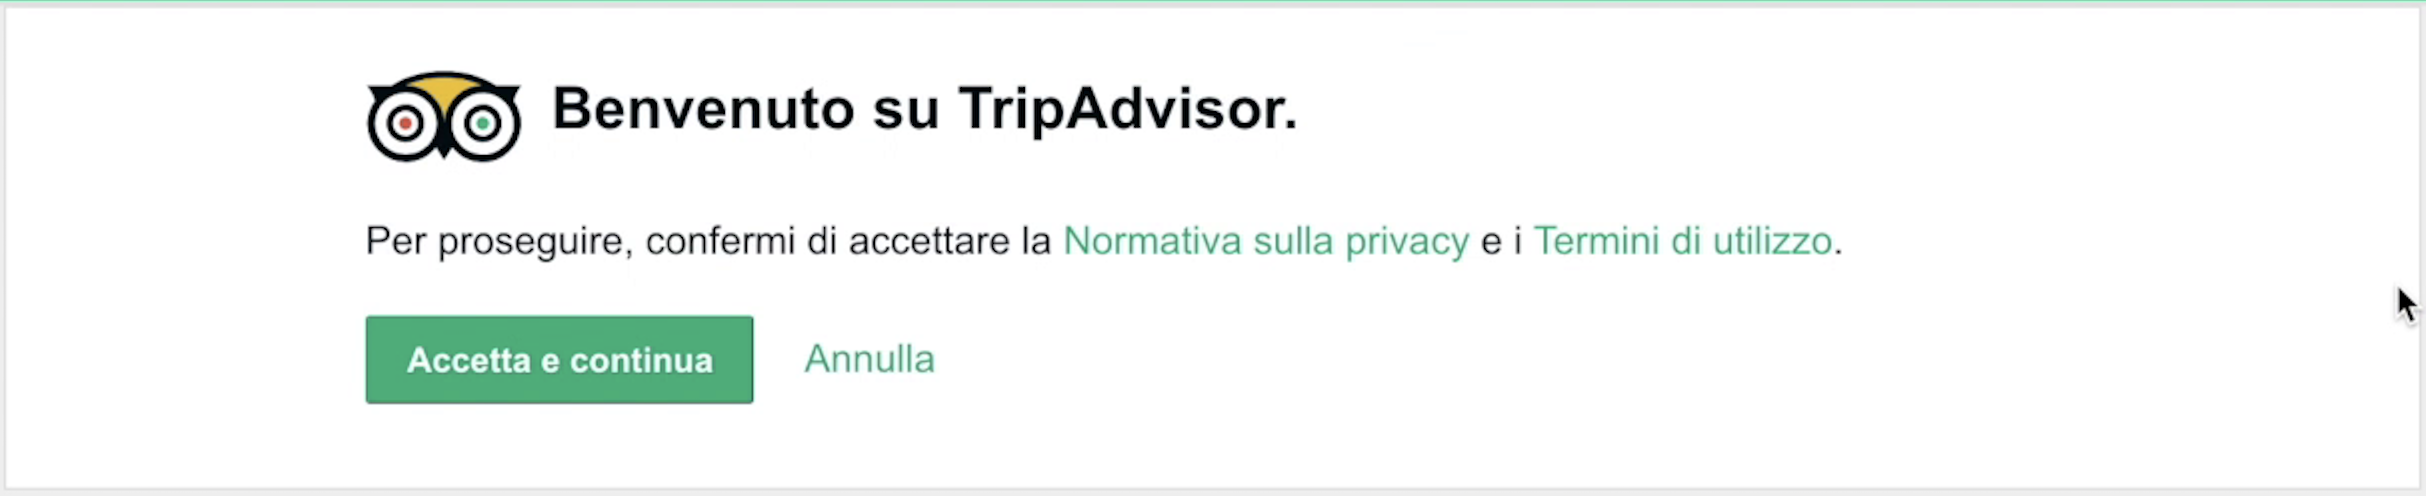 Benvenuto su TripAdvisor.
Per proseguire, confermi di accettare la Normativa sulla privacy e i Termini di utilizzo.
Accetta e continua Annulla